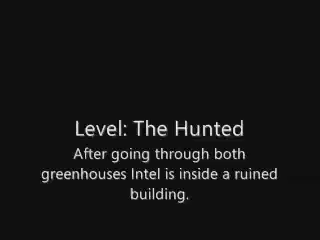 Level: The Hunted
After going through both
greenhouses Intel is inside a ruined
building.